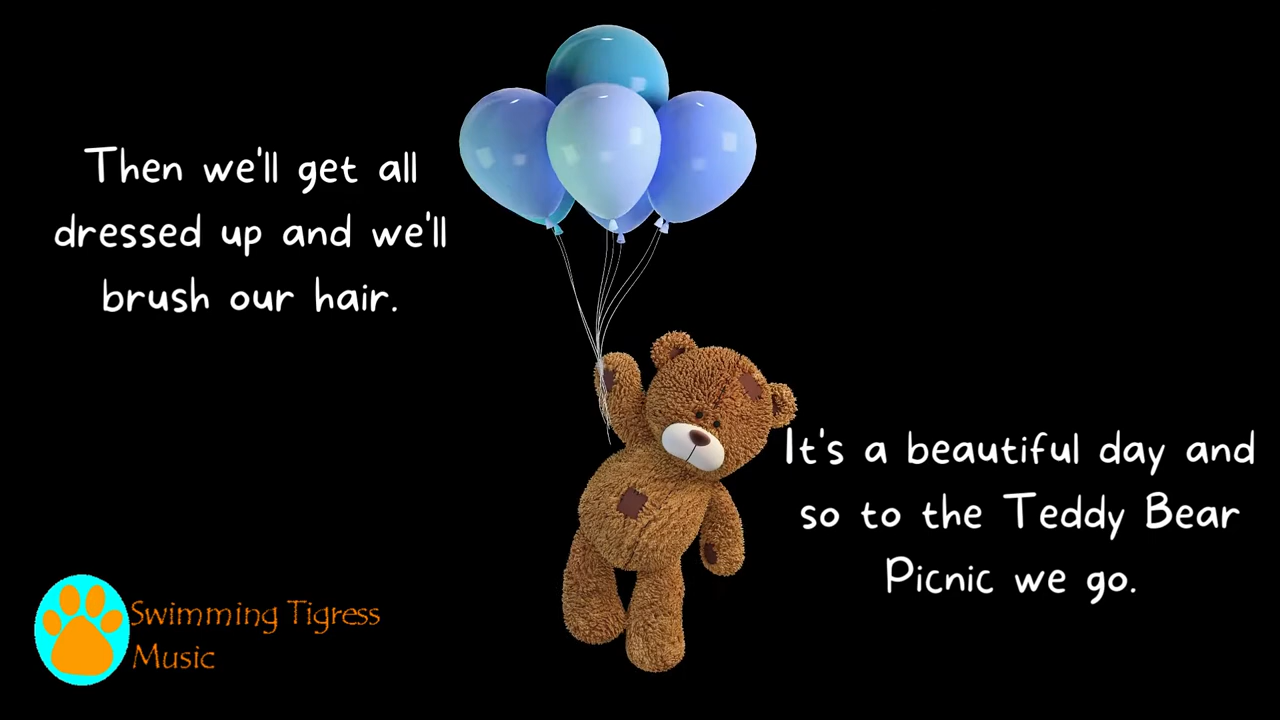 Then we'll get all
dressed up and we'll
brush our hair.
It's a beautiful day and
so to the Teddy Bear
Picnic we go.
Swimming Tigress
Music